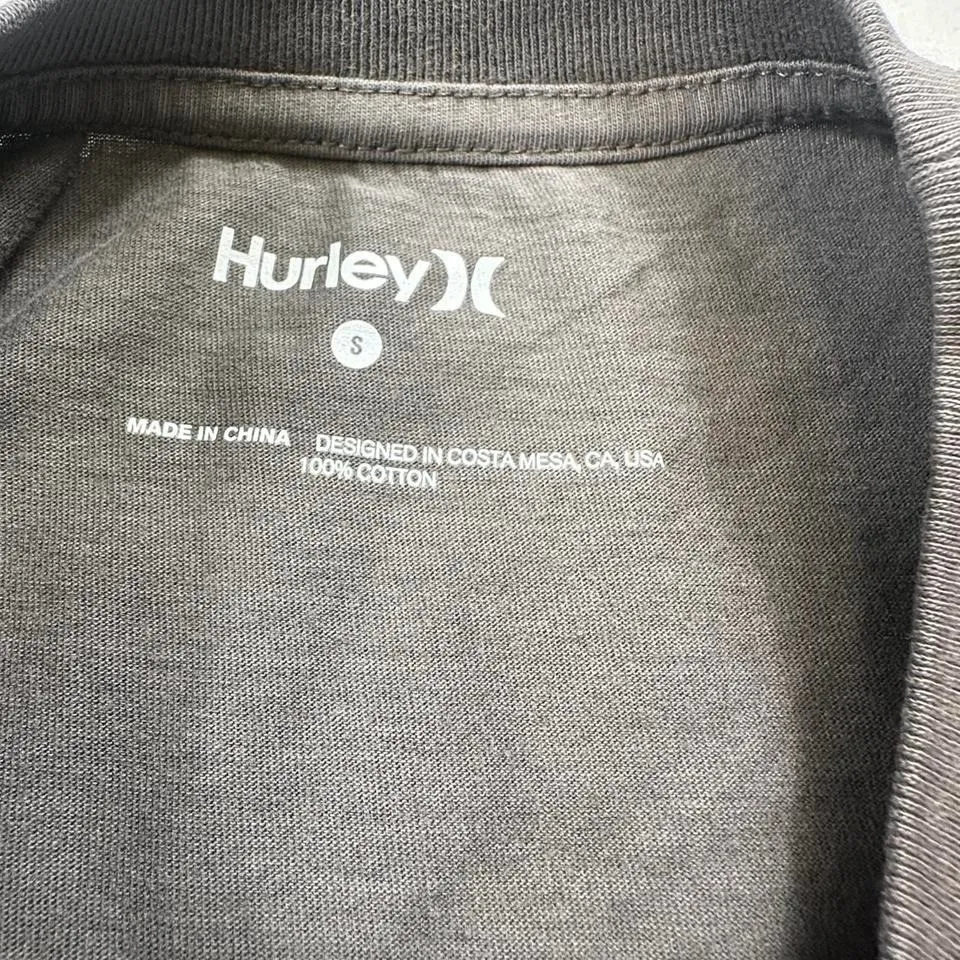 Hurley
S
MADE IN CHINA DESIGNED IN COSTA MESA, CA, USA
100% COTTON